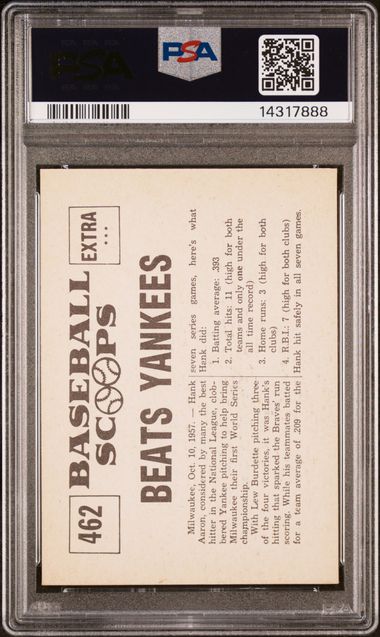 PSA
PSA
14317888
462
BASEBALL
SCOOPS
EXTRA
...
BEATS YANKEES
Milwaukee, Oct. 10, 1957. — Hank
Aaron, considered by many the best
hitter in the National League, clob-
bered Yankee pitching to help bring
Milwaukee their first World Series
championship.
With Lew Burdette pitching three
of the four victories, it was Hank's
hitting that sparked the Braves' run
scoring. While his teammates batted
for a team average of .209 for the
seven series games, here's what
Hank did:
1. Batting average: .393
2. Total hits: 11 (high for both
teams and only one under the
all time record)
3. Home runs: 3 (high for both
clubs)
4. R.B.I.: 7 (high for both clubs)
Hank hit safely in all seven games.
PSA